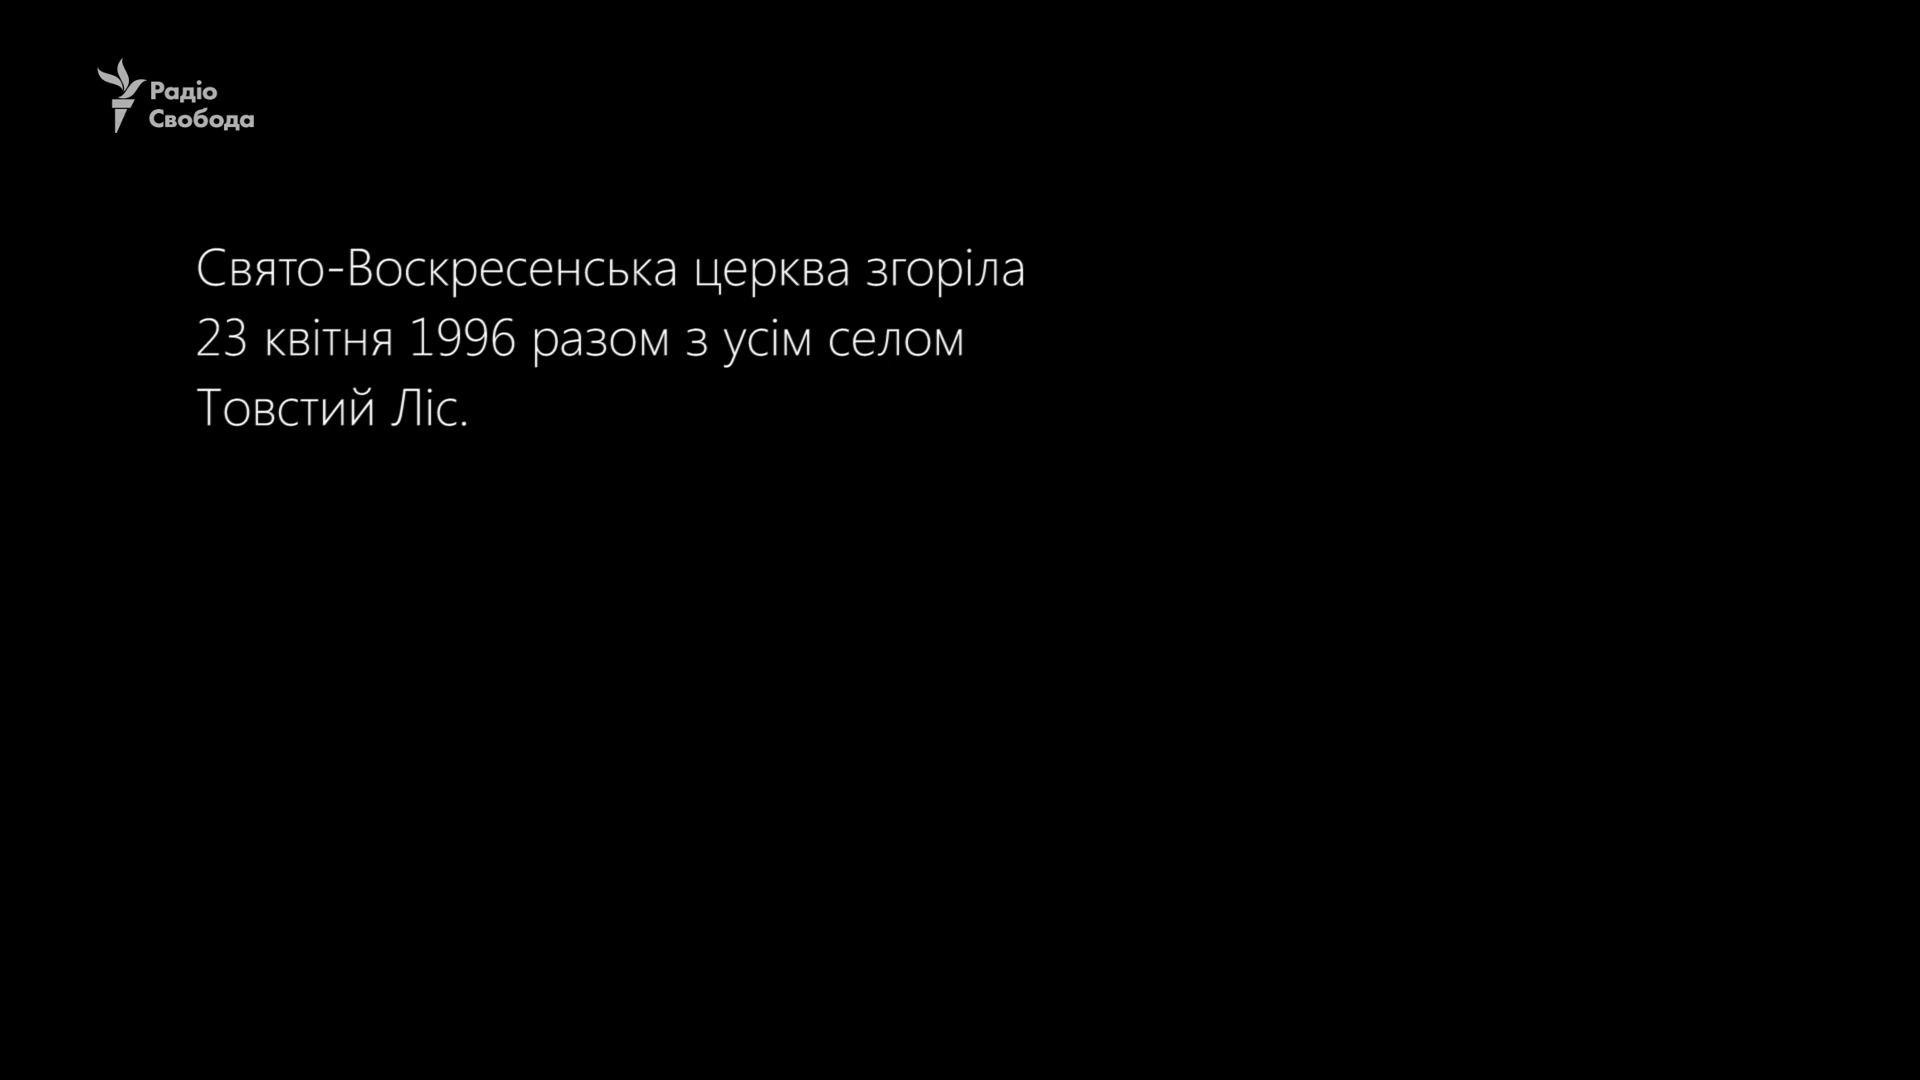 Радіо
Свобода
Свято-Воскресенська церква згоріла
23 квітня 1996 разом з усім селом
Товстий Ліс.